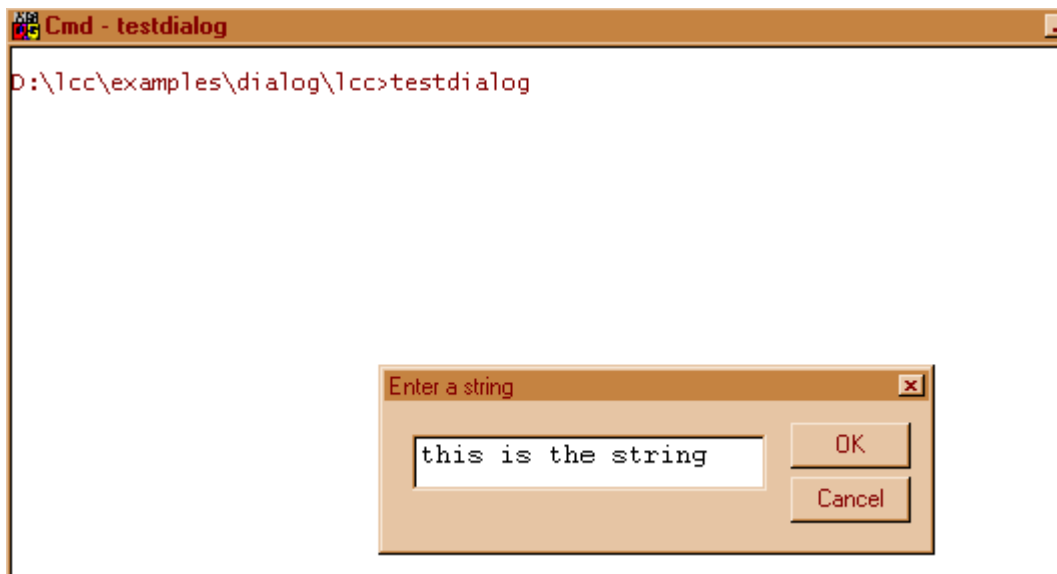 Cmd - testdialog
D:\lcc\examples\dialog\lcc>testdialog
Enter a string
this is the string
OK
Cancel